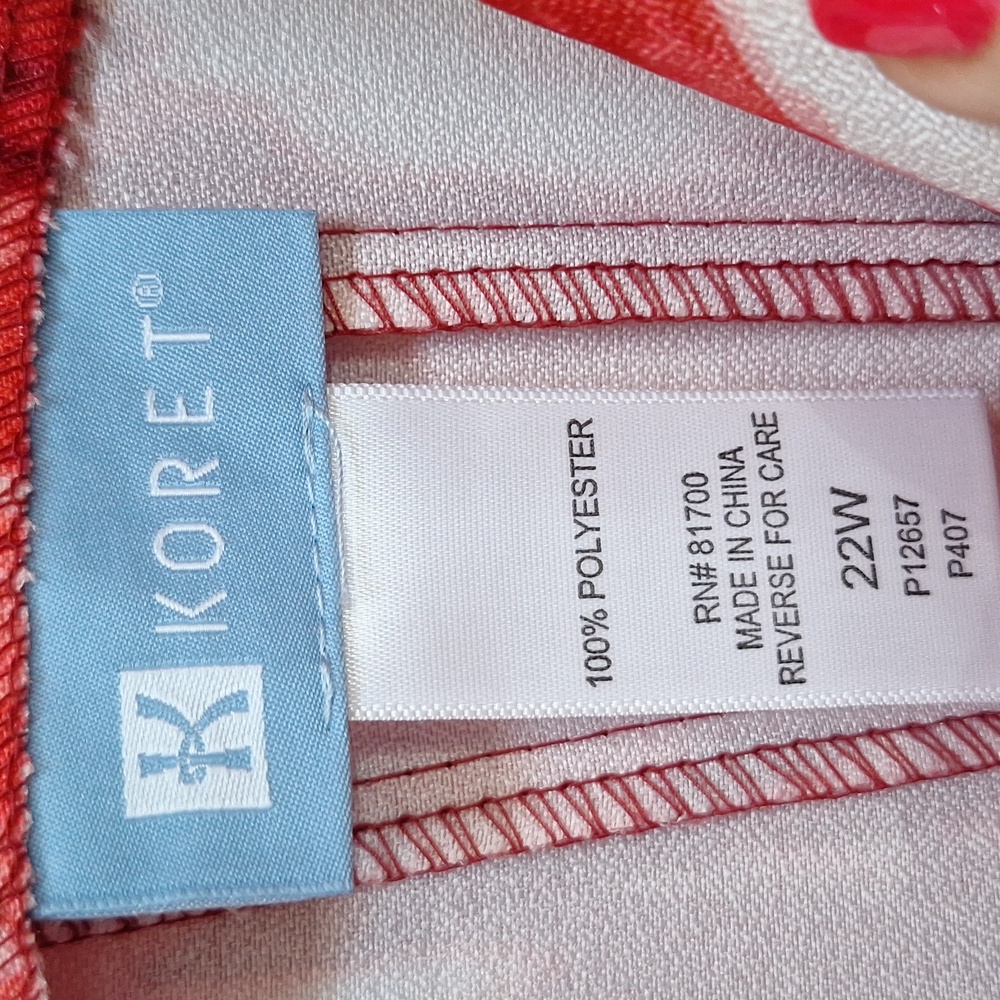 K KORET®
100% POLYESTER
RN# 81700
MADE IN CHINA
REVERSE FOR CARE
22W
P12657
P407